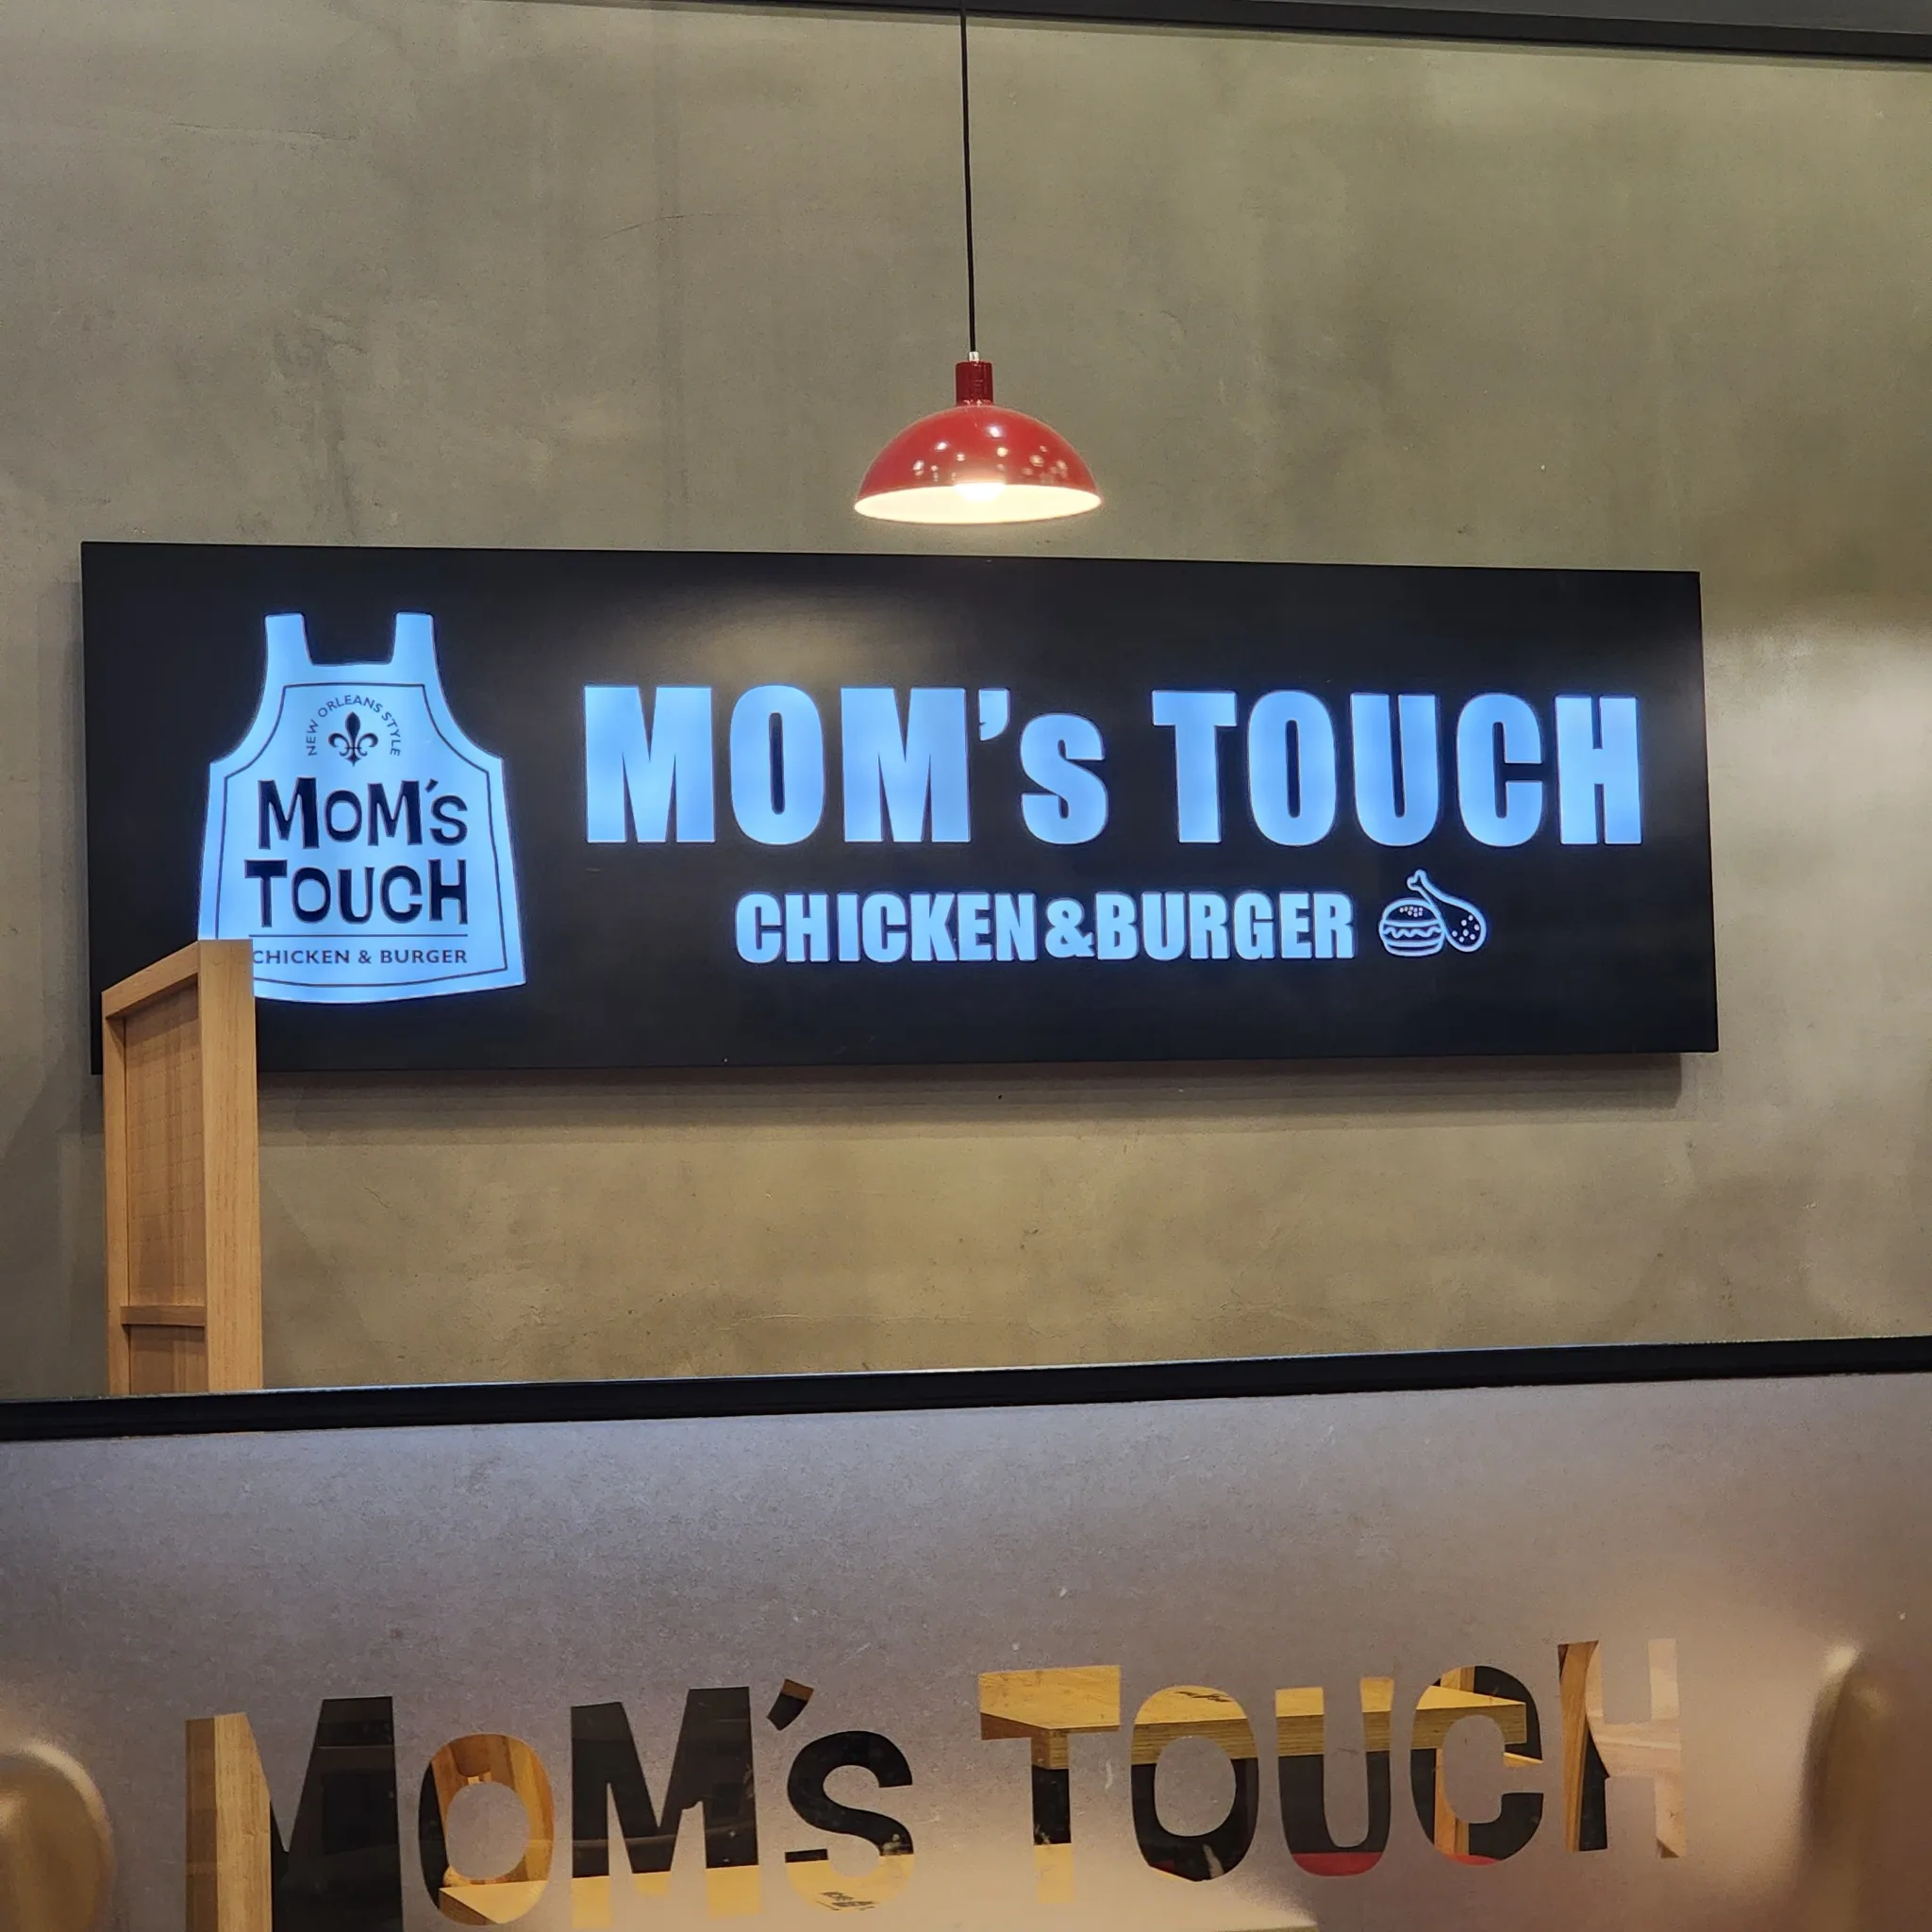 NEW ORLEANS STYLE
MOM'S
TOUCH
CHICKEN & BURGER
MOM's TOUCH
CHICKEN&BURGER
MOM'S TOUCH